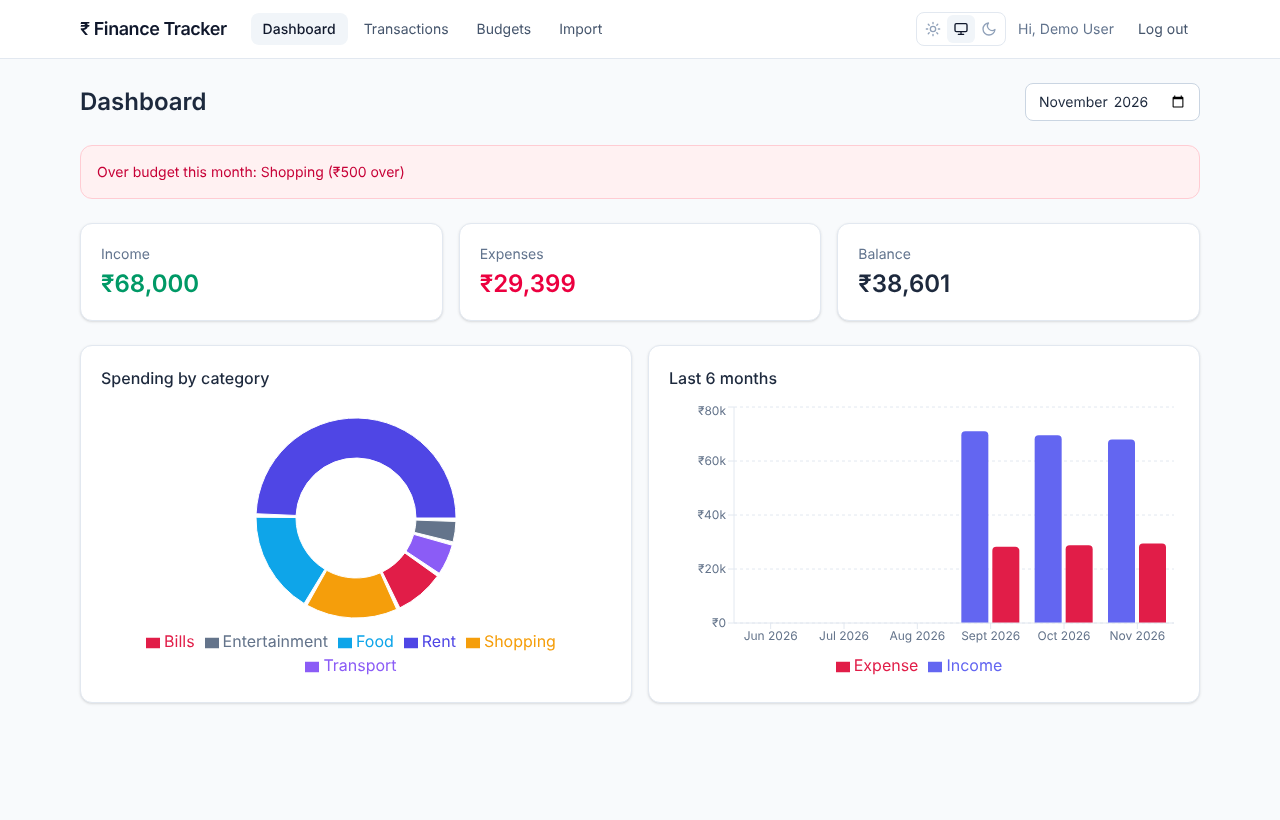 ₹ Finance Tracker Dashboard Transactions Budgets Import Hi, Demo User Log out
Dashboard November 2026
Over budget this month: Shopping (₹500 over)
Income
₹68,000
Expenses
₹29,399
Balance
₹38,601
Spending by category
Bills Entertainment Food Rent Shopping
Transport
Last 6 months
₹80k
₹60k
₹40k
₹20k
₹0
Jun 2026 Jul 2026 Aug 2026 Sept 2026 Oct 2026 Nov 2026
Expense Income